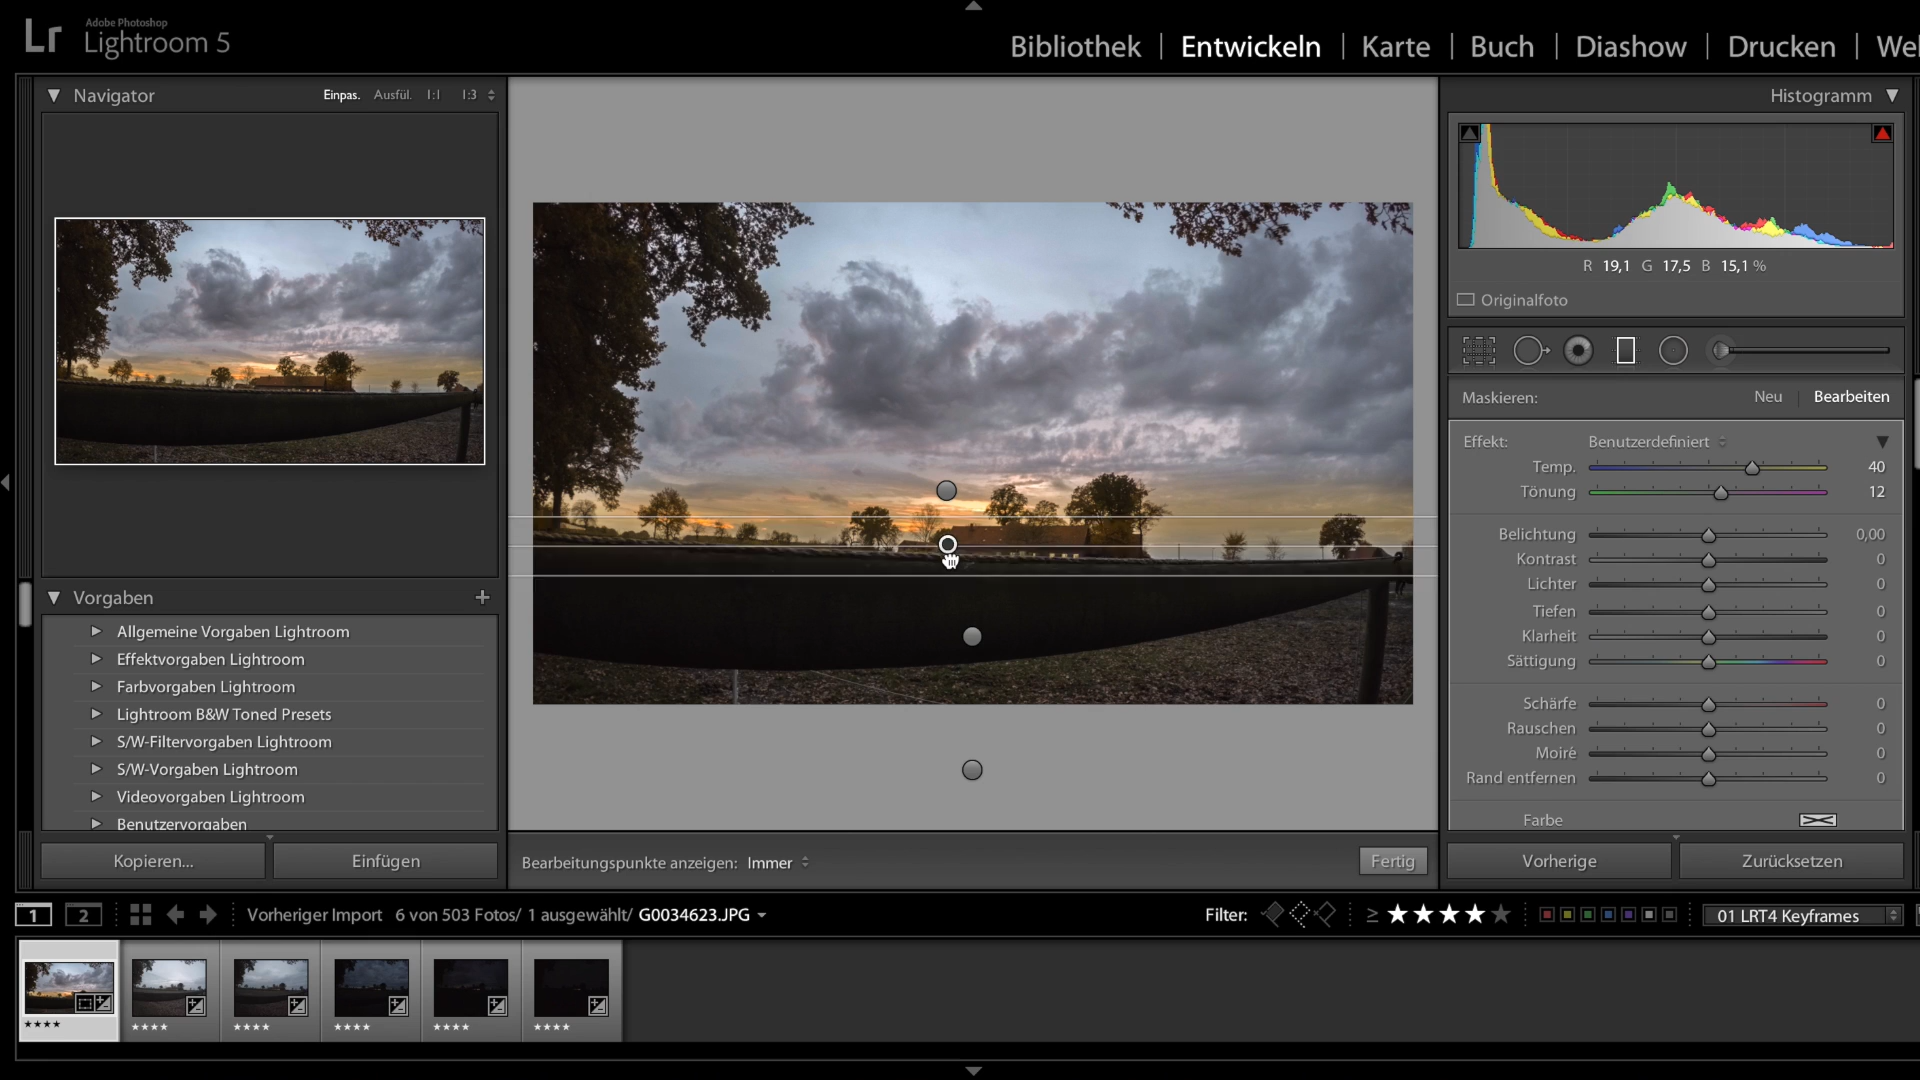 Lr Adobe Photoshop
Lightroom 5
Bibliothek | Entwickeln | Karte | Buch | Diashow | Drucken | We
Navigator Einpas. Ausfül. 1:1 1:3
Histogramm
R 19,1 G 17,5 B 15,1 %
Originalfoto
Maskieren: Neu Bearbeiten
Effekt: Benutzerdefiniert
Temp. 40
Tönung 12
Belichtung 0,00
Kontrast 0
Lichter 0
Tiefen 0
Klarheit 0
Sättigung 0
Schärfe 0
Rauschen 0
Moiré 0
Rand entfernen 0
Farbe
Vorgaben +
Allgemeine Vorgaben Lightroom
Effektvorgaben Lightroom
Farbvorgaben Lightroom
Lightroom B&W Toned Presets
S/W-Filtervorgaben Lightroom
S/W-Vorgaben Lightroom
Videovorgaben Lightroom
Benutzervorgaben
Kopieren... Einfügen
Bearbeitungspunkte anzeigen: Immer Fertig
Vorherige Zurücksetzen
1 2 Vorheriger Import 6 von 503 Fotos/ 1 ausgewählt/ G0034623.JPG Filter: ≥ ★★★★★ 01 LRT4 Keyframes